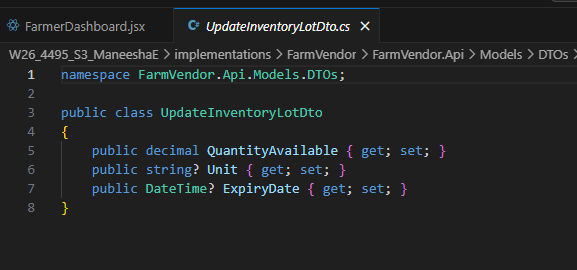 FarmerDashboard.jsx
C# UpdateInventoryLotDto.cs ×
W26_4495_S3_ManeeshaE > implementations > FarmVendor > FarmVendor.Api > Models > DTOs >
1 namespace FarmVendor.Api.Models.DTOs;
2
3 public class UpdateInventoryLotDto
4 {
5 public decimal QuantityAvailable { get; set; }
6 public string? Unit { get; set; }
7 public DateTime? ExpiryDate { get; set; }
8 }